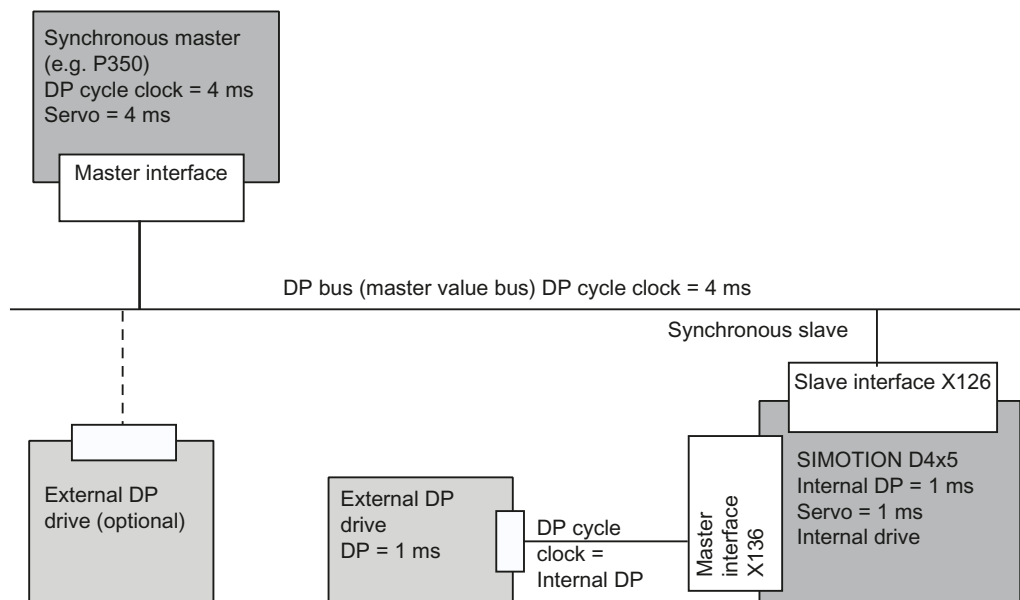 Synchronous master
(e.g. P350)
DP cycle clock = 4 ms
Servo = 4 ms
Master interface
DP bus (master value bus) DP cycle clock = 4 ms
Synchronous slave
Slave interface X126
External DP
drive (optional)
External DP
drive
DP = 1 ms
DP cycle
clock =
Internal DP
Master
interface
X136
SIMOTION D4x5
Internal DP = 1 ms
Servo = 1 ms
Internal drive